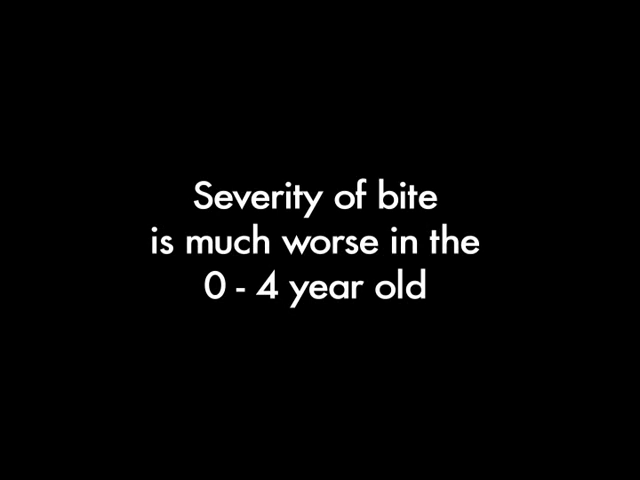 Severity of bite
is much worse in the
0 - 4 year old